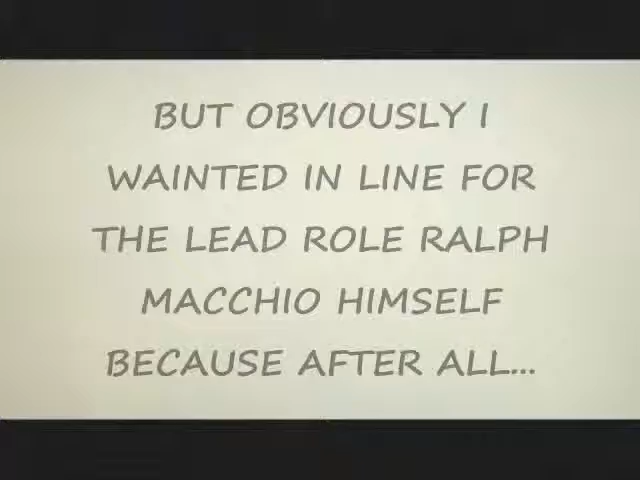 BUT OBVIOUSLY I
WAINTED IN LINE FOR
THE LEAD ROLE RALPH
MACCHIO HIMSELF
BECAUSE AFTER ALL...